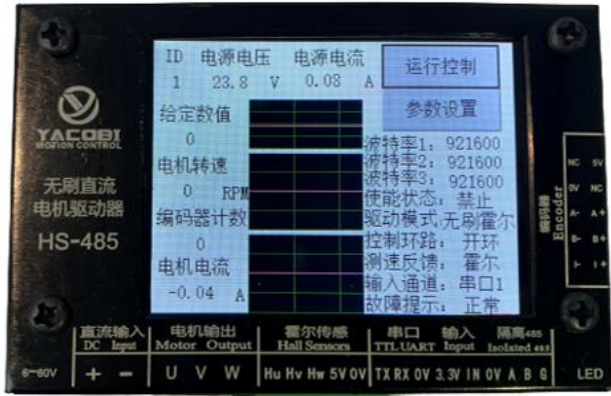 ID 电源电压 电源电流
1 23.8 V 0.08 A
运行控制
参数设置
给定数值
0
电机转速
0 RPM
编码器计数
0
电机电流
-0.04 A
波特率1: 921600
波特率2: 921600
波特率3: 921600
使能状态: 禁止
驱动模式:无刷霍尔
控制环路: 开环
测速反馈: 霍尔
输入通道: 串口1
故障提示: 正常
YACOBI
MOTION CONTROL
无刷直流
电机驱动器
HS-485
编码器
Encoder
NC 5V
0V NC
A- A+
B- B+
I- I+
直流输入 电机输出 霍尔传感 串口 输入 隔离485
DC Input Motor Output Hall Sensors TTL UART Input Isolated 485
6~60V + - U V W Hu Hv Hw 5V 0V TX RX 0V 3.3V IN 0V A B G LED